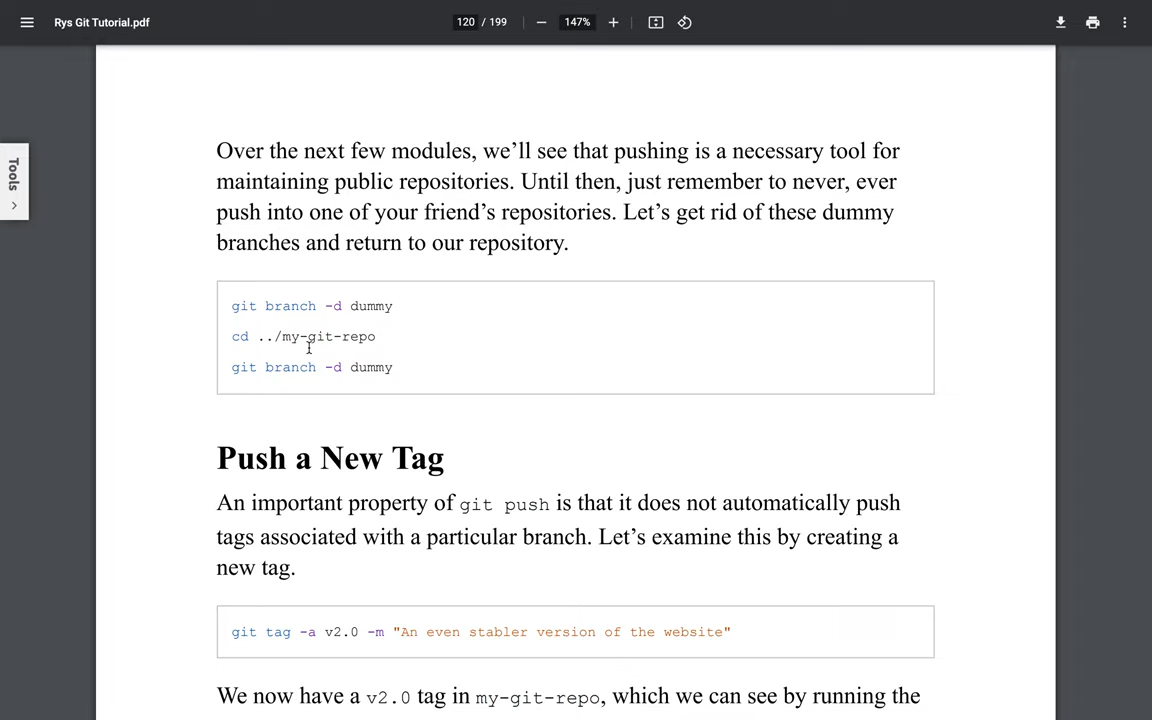 Rys Git Tutorial.pdf
120 / 199
147%
Tools
Over the next few modules, we’ll see that pushing is a necessary tool for
maintaining public repositories. Until then, just remember to never, ever
push into one of your friend’s repositories. Let’s get rid of these dummy
branches and return to our repository.
git branch -d dummy
cd ../my-git-repo
git branch -d dummy
Push a New Tag
An important property of git push is that it does not automatically push
tags associated with a particular branch. Let’s examine this by creating a
new tag.
git tag -a v2.0 -m "An even stabler version of the website"
We now have a v2.0 tag in my-git-repo, which we can see by running the